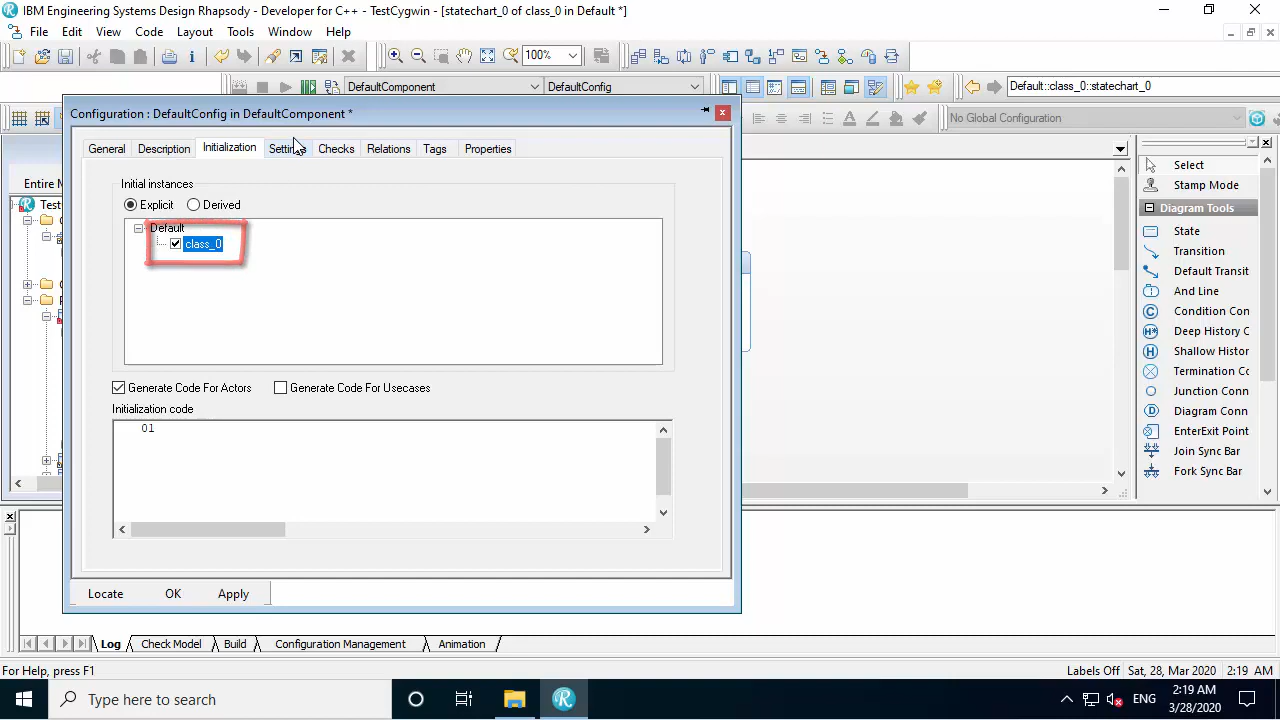 IBM Engineering Systems Design Rhapsody - Developer for C++ - TestCygwin - [statechart_0 of class_0 in Default *]
File Edit View Code Layout Tools Window Help
100%
DefaultComponent DefaultConfig Default::class_0::statechart_0
Configuration : DefaultConfig in DefaultComponent *
No Global Configuration
General Description Initialization Settings Checks Relations Tags Properties
Entire M
Tes
Initial instances
Explicit Derived
Default
class_0
Generate Code For Actors Generate Code For Usecases
Initialization code
01
Locate OK Apply
Select
Stamp Mode
Diagram Tools
State
Transition
Default Transit
And Line
Condition Con
Deep History C
Shallow Histor
Termination Cc
Junction Conn
Diagram Conn
EnterExit Point
Join Sync Bar
Fork Sync Bar
Log Check Model Build Configuration Management Animation
For Help, press F1 Labels Off Sat, 28, Mar 2020 2:19 AM
Type here to search
ENG
2:19 AM
3/28/2020